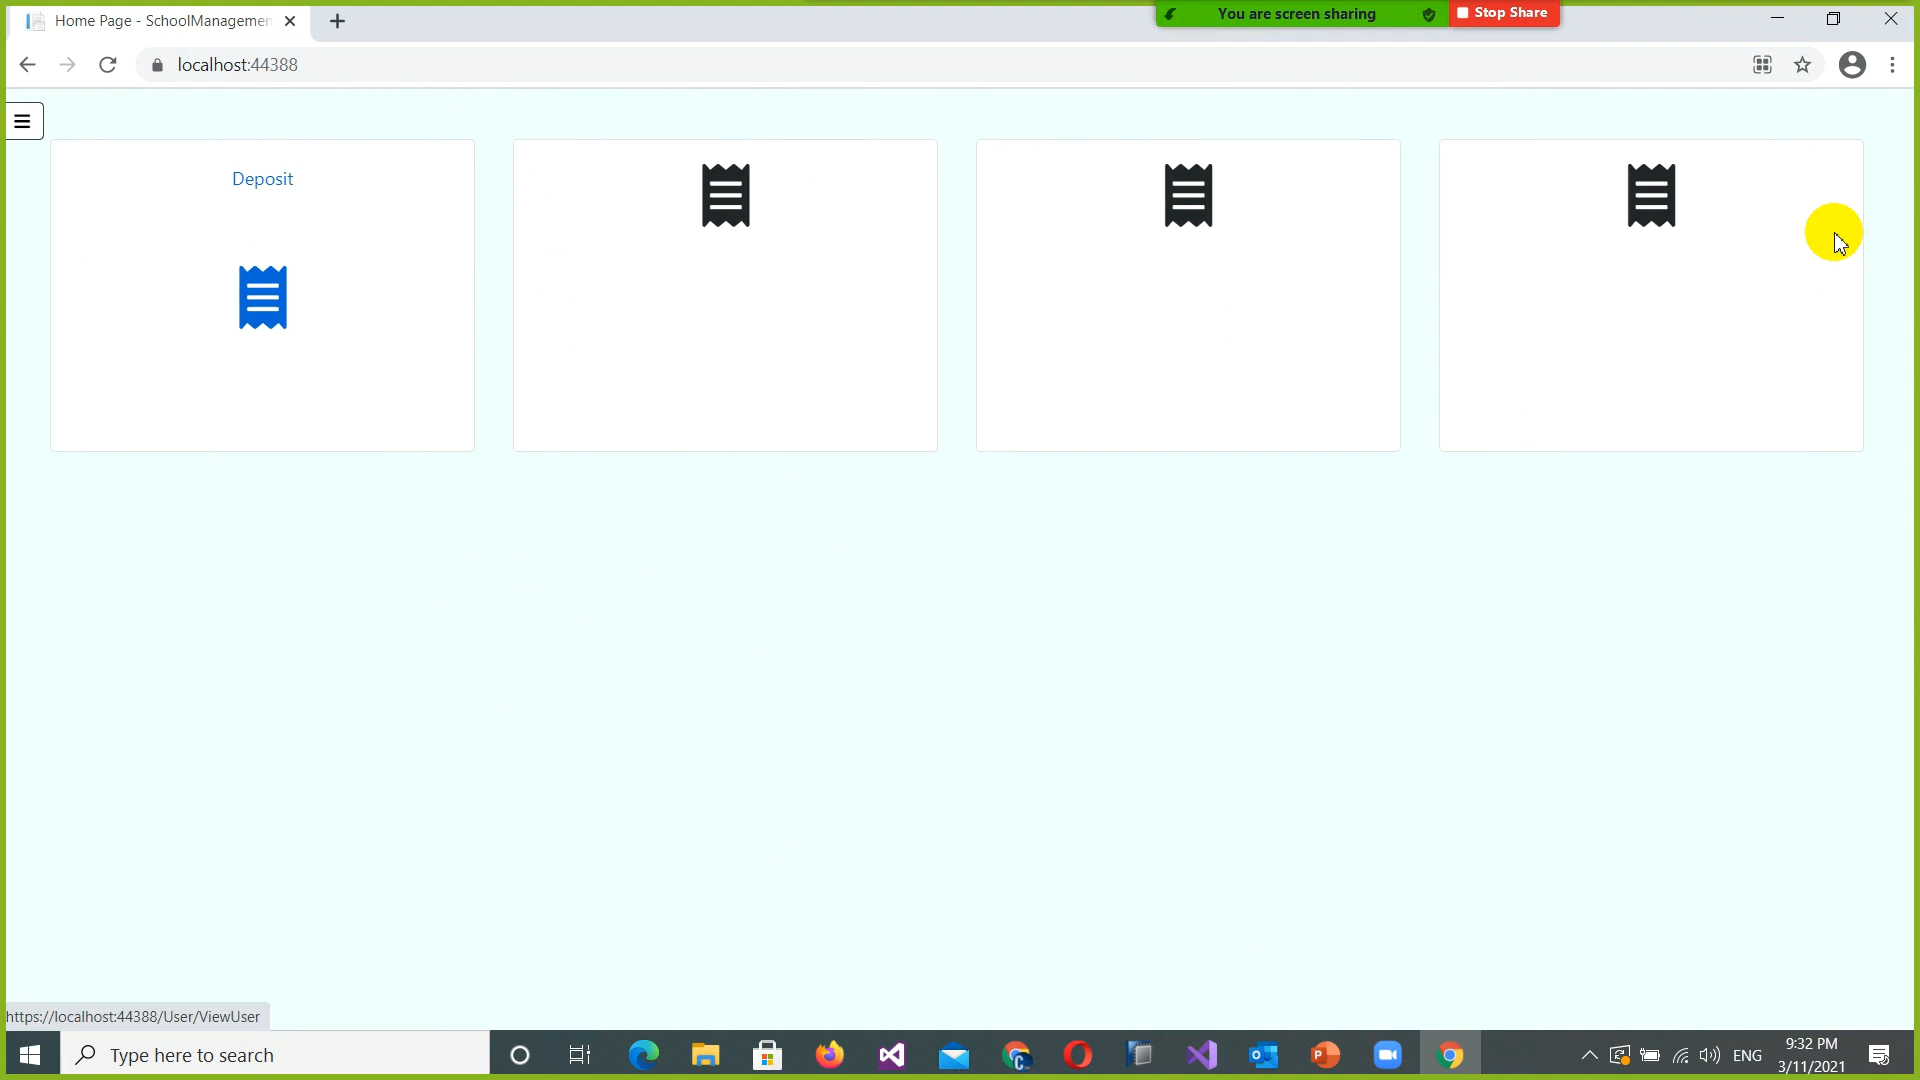 Home Page - SchoolManagemen
You are screen sharing
Stop Share
localhost:44388
Deposit
https://localhost:44388/User/ViewUser
Type here to search
ENG
9:32 PM
3/11/2021